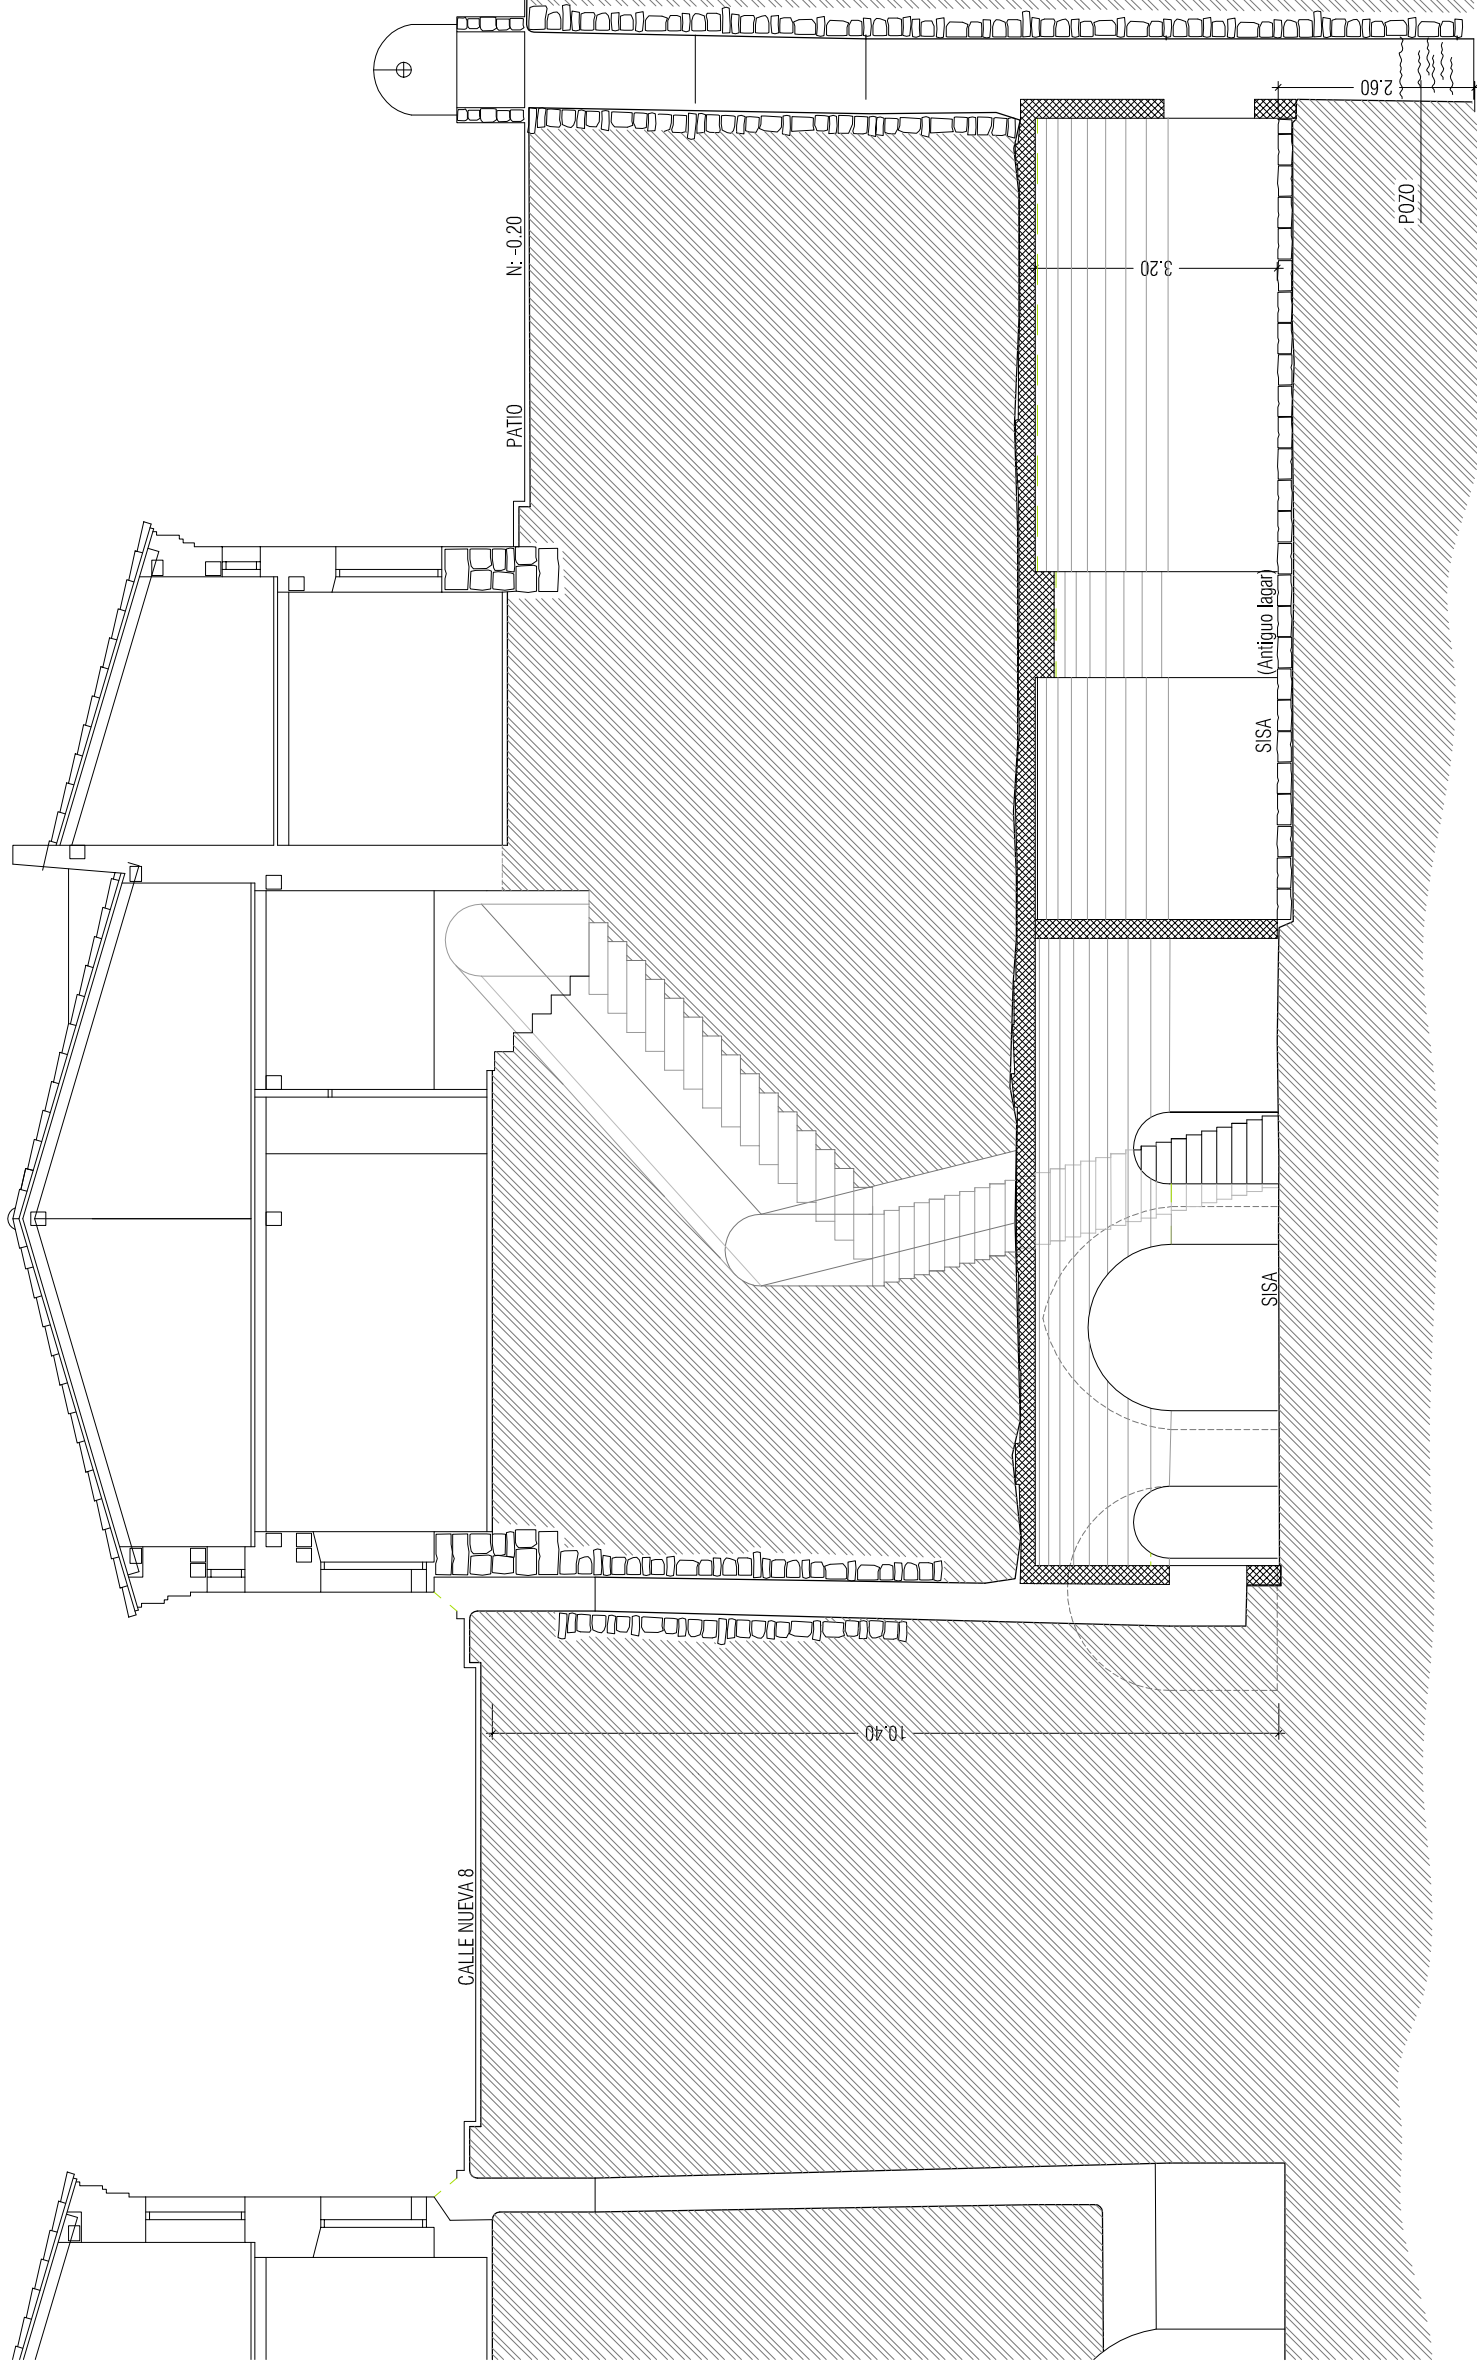 CALLE NUEVA 8
PATIO
N: -0.20
10.40
3.20
SISA
SISA
(Antiguo lagar)
POZO
2.60